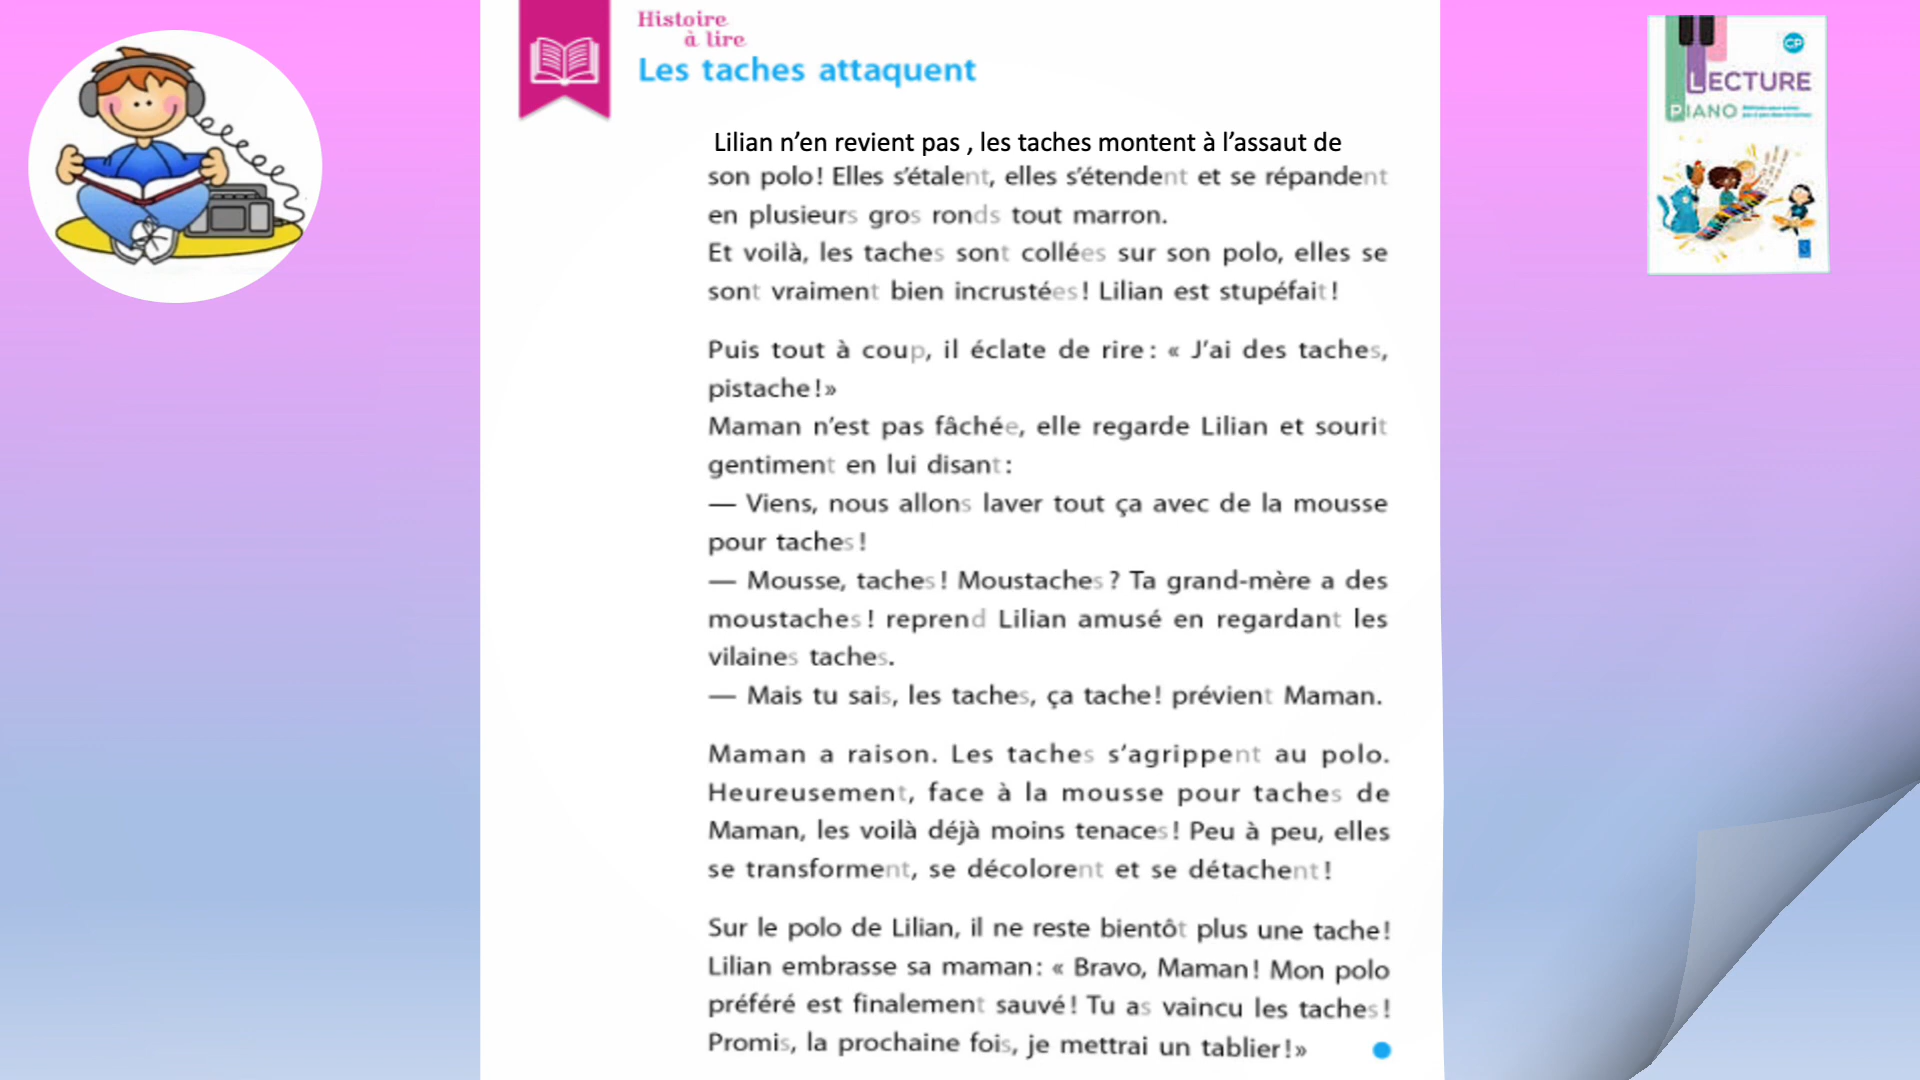 Histoire
à lire
Les taches attaquent
CP
LECTURE
PIANO
Lilian n’en revient pas , les taches montent à l’assaut de
son polo! Elles s’étalent, elles s’étendent et se répandent
en plusieurs gros ronds tout marron.
Et voilà, les taches sont collées sur son polo, elles se
sont vraiment bien incrustées! Lilian est stupéfait!
Puis tout à coup, il éclate de rire: « J’ai des taches,
pistache!»
Maman n’est pas fâchée, elle regarde Lilian et sourit
gentiment en lui disant:
— Viens, nous allons laver tout ça avec de la mousse
pour taches!
— Mousse, taches! Moustaches? Ta grand-mère a des
moustaches! reprend Lilian amusé en regardant les
vilaines taches.
— Mais tu sais, les taches, ça tache! prévient Maman.
Maman a raison. Les taches s’agrippent au polo.
Heureusement, face à la mousse pour taches de
Maman, les voilà déjà moins tenaces! Peu à peu, elles
se transforment, se décolorent et se détachent!
Sur le polo de Lilian, il ne reste bientôt plus une tache!
Lilian embrasse sa maman: « Bravo, Maman! Mon polo
préféré est finalement sauvé! Tu as vaincu les taches!
Promis, la prochaine fois, je mettrai un tablier!»